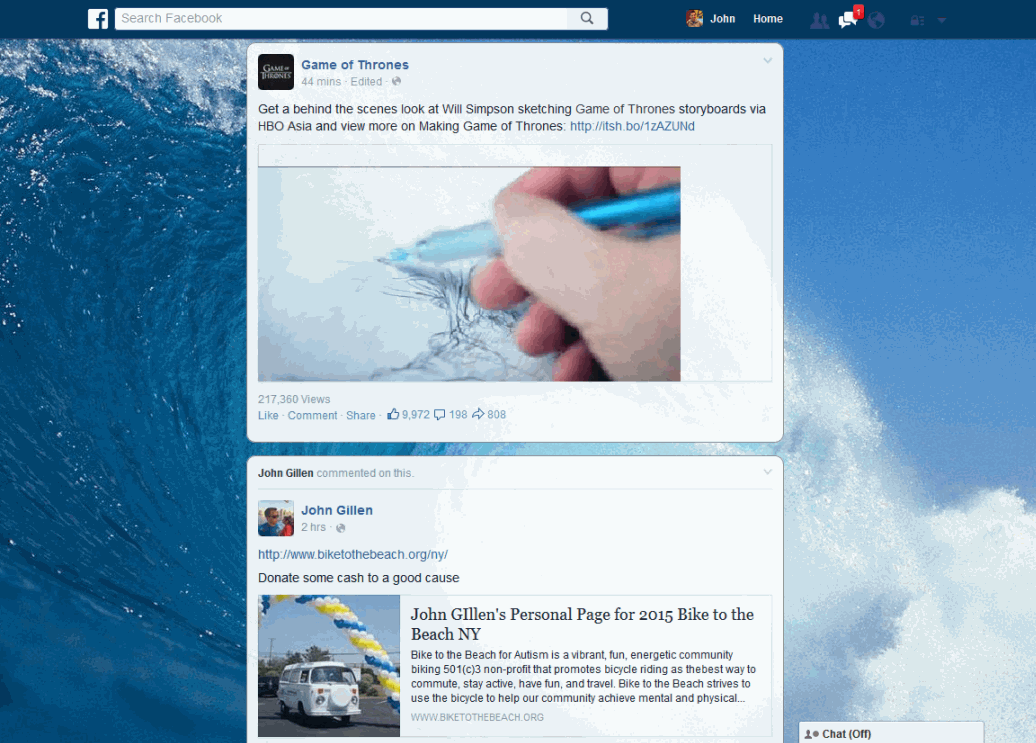 Search Facebook
John Home
1
Game of Thrones
44 mins · Edited ·
GAME OF
THRONES
Get a behind the scenes look at Will Simpson sketching Game of Thrones storyboards via
HBO Asia and view more on Making Game of Thrones: http://itsh.bo/1zAZUNd
217,360 Views
Like · Comment · Share · 9,972 198 808
John Gillen commented on this.
John Gillen
2 hrs ·
http://www.biketothebeach.org/ny/
Donate some cash to a good cause
John GIllen's Personal Page for 2015 Bike to the
Beach NY
Bike to the Beach for Autism is a vibrant, fun, energetic community
biking 501(c)3 non-profit that promotes bicycle riding as thebest way to
commute, stay active, have fun, and travel. Bike to the Beach strives to
use the bicycle to help our community achieve mental and physical...
WWW.BIKETOTHEBEACH.ORG
Chat (Off)